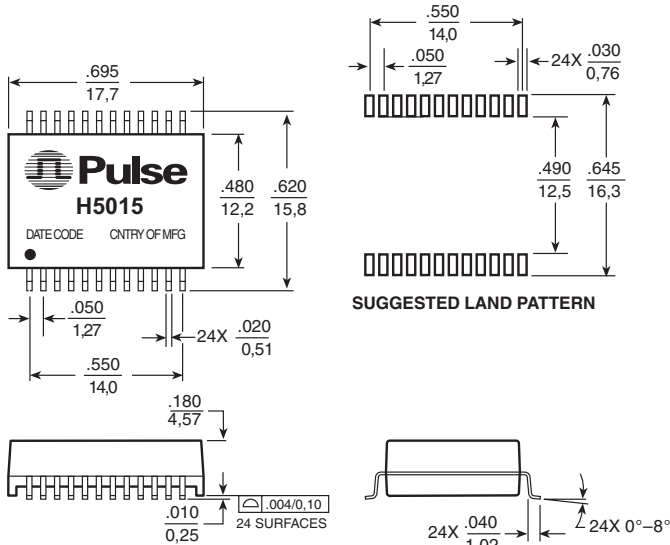 .695
17,7
Pulse
H5015
DATE CODE CNTRY OF MFG
.480
12,2
.620
15,8
.050
1,27
24X .020
0,51
.550
14,0
.550
14,0
.050
1,27
24X .030
0,76
.490
12,5
.645
16,3
SUGGESTED LAND PATTERN
.180
4,57
.010
0,25
.004/0,10
24 SURFACES
24X .040
1,02
24X 0°–8°